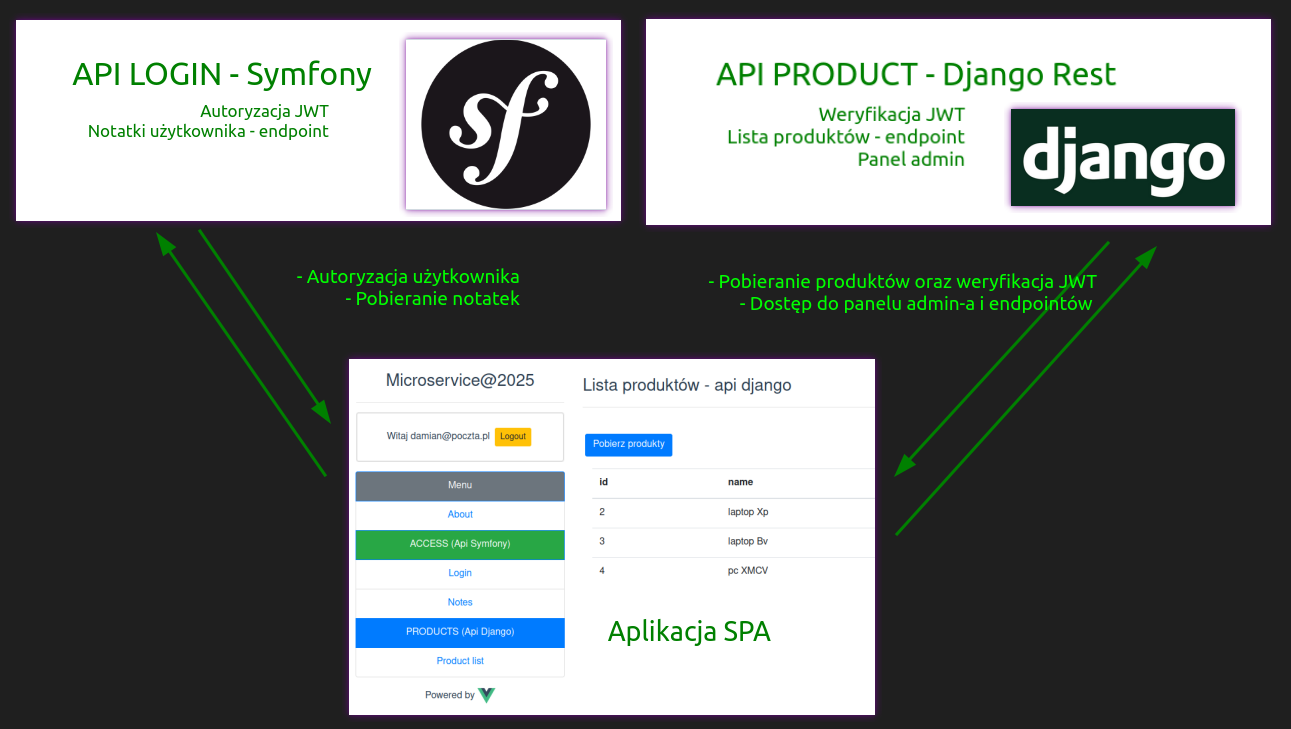 API LOGIN - Symfony
Autoryzacja JWT
Notatki użytkownika - endpoint
sf
API PRODUCT - Django Rest
Weryfikacja JWT
Lista produktów - endpoint
Panel admin
django
- Autoryzacja użytkownika
- Pobieranie notatek
- Pobieranie produktów oraz weryfikacja JWT
- Dostęp do panelu admin-a i endpointów
Microservice@2025
Witaj damian@poczta.pl Logout
Menu
About
ACCESS (Api Symfony)
Login
Notes
PRODUCTS (Api Django)
Product list
Powered by
Lista produktów - api django
Pobierz produkty
id name
2 laptop Xp
3 laptop Bv
4 pc XMCV
Aplikacja SPA